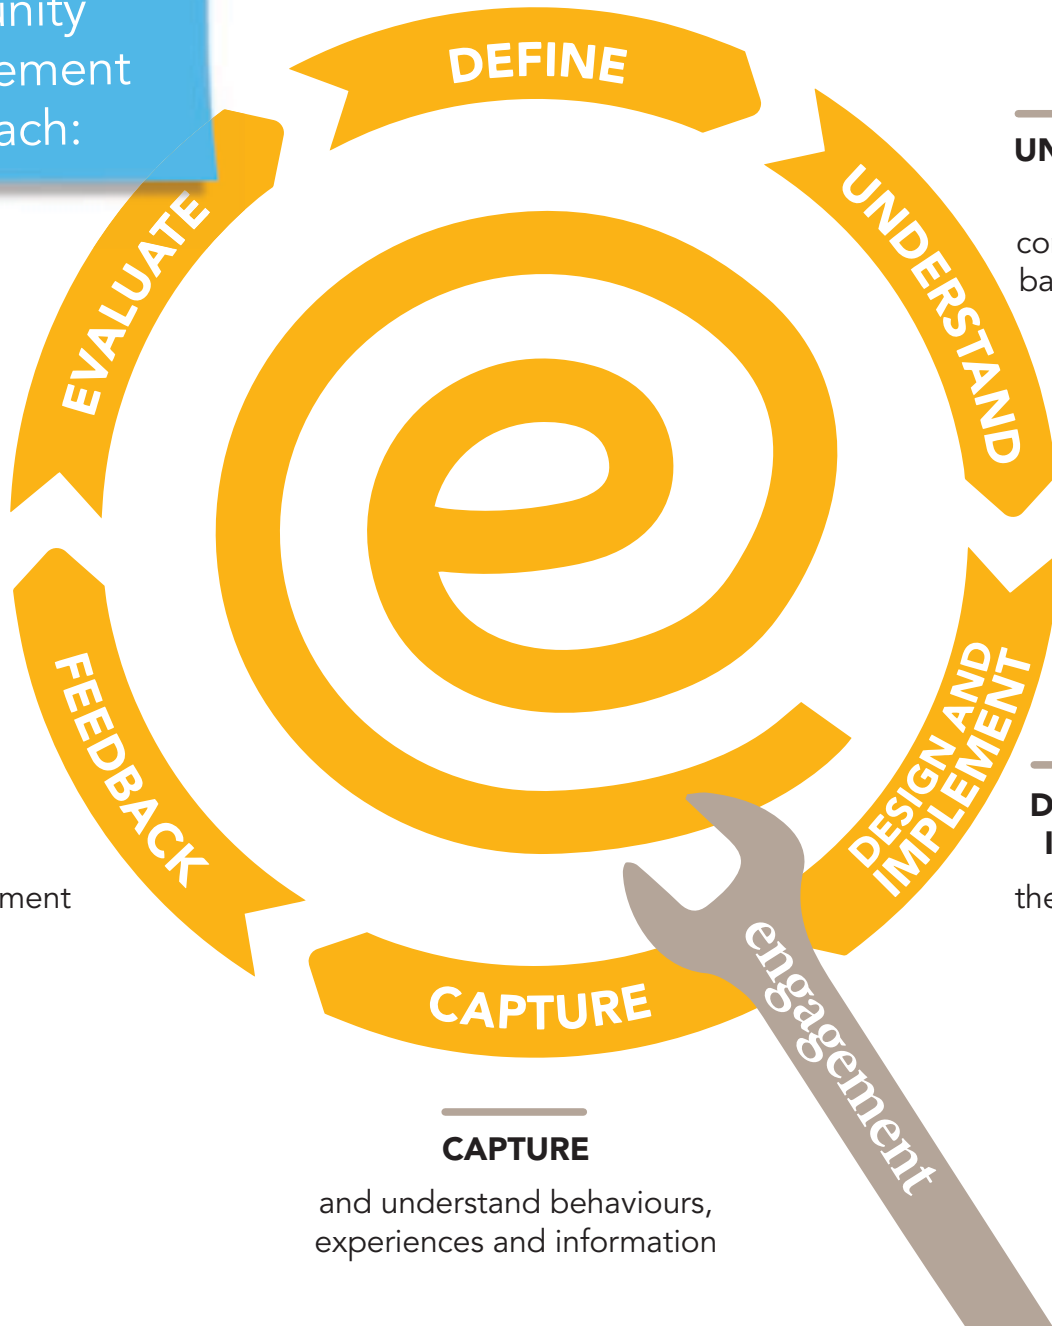 unity
ement
ach:
DEFINE
UNDERSTAND
DESIGN AND
IMPLEMENT
CAPTURE
FEEDBACK
EVALUATE
e
engagement
UN
co
ba
D
I
the
ment
CAPTURE
and understand behaviours,
experiences and information